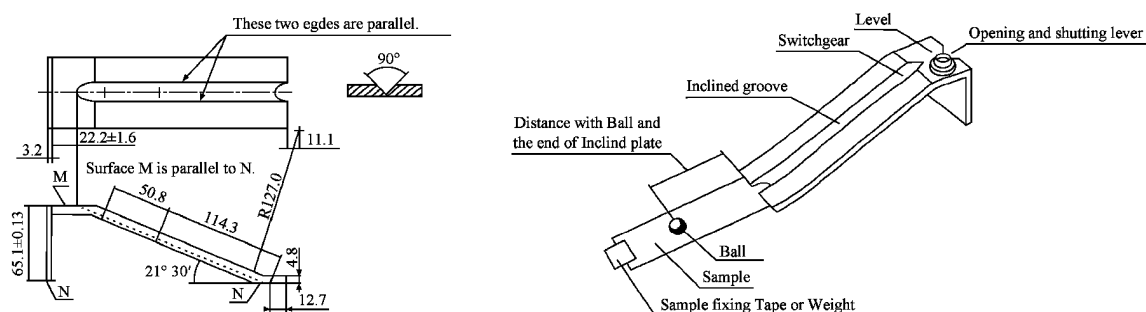 These two egdes are parallel.
90°
22.2±1.6
3.2
11.1
Surface M is parallel to N.
M
50.8
114.3
R127.0
65.1±0.13
21° 30′
4.8
N
N
12.7
Level
Opening and shutting lever
Switchgear
Inclined groove
Distance with Ball and
the end of Inclind plate
Ball
Sample
Sample fixing Tape or Weight